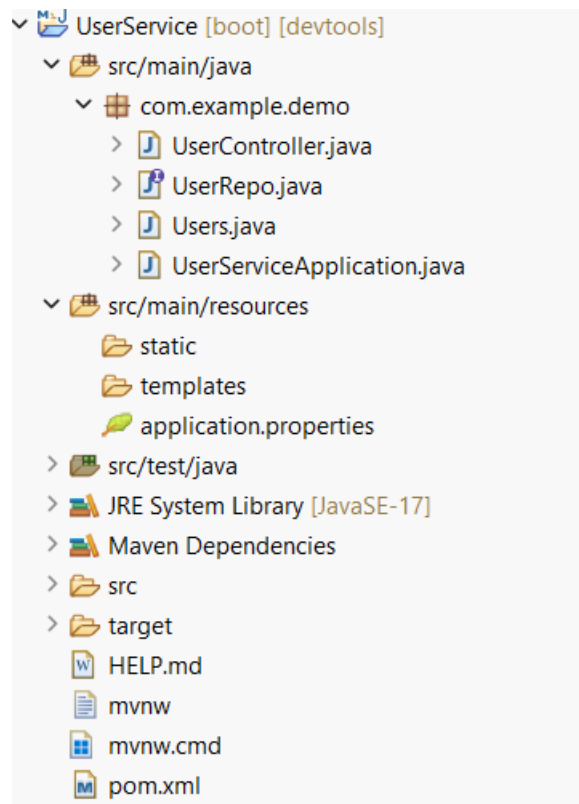 UserService [boot] [devtools]
src/main/java
com.example.demo
UserController.java
UserRepo.java
Users.java
UserServiceApplication.java
src/main/resources
static
templates
application.properties
src/test/java
JRE System Library [JavaSE-17]
Maven Dependencies
src
target
HELP.md
mvnw
mvnw.cmd
pom.xml